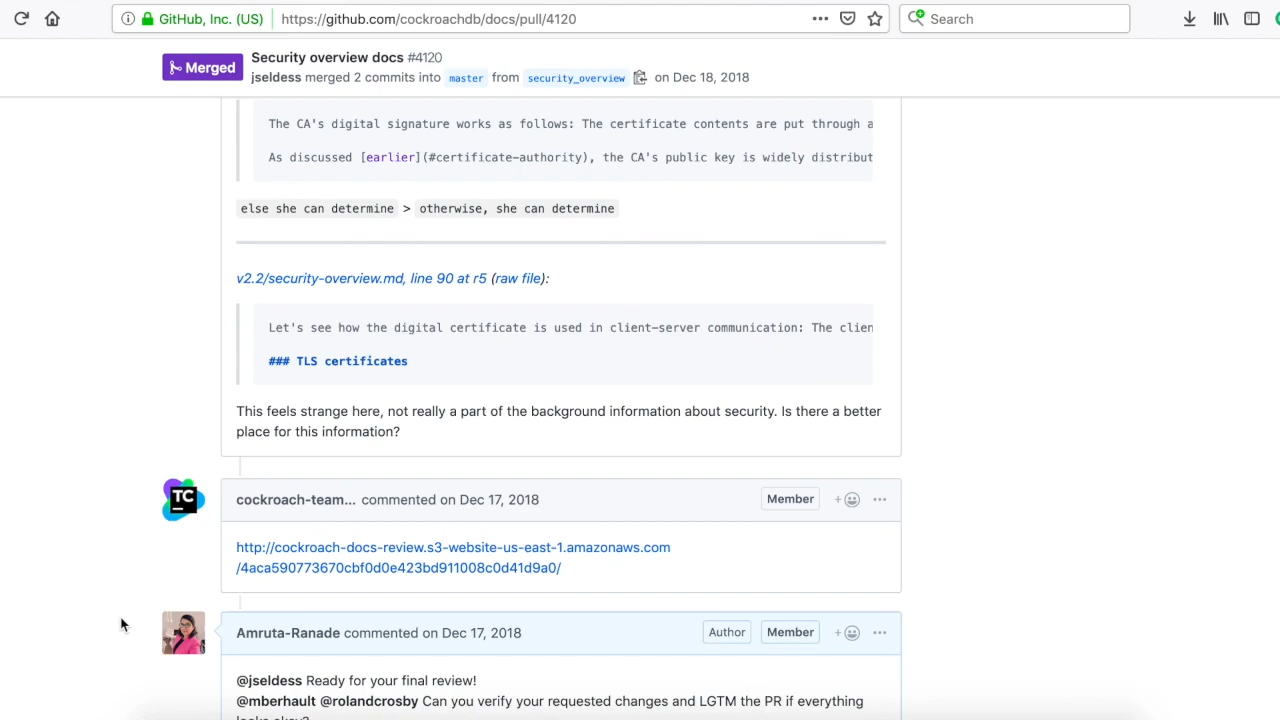 GitHub, Inc. (US) https://github.com/cockroachdb/docs/pull/4120 Search
Merged
Security overview docs #4120
jseldess merged 2 commits into master from security_overview on Dec 18, 2018
The CA's digital signature works as follows: The certificate contents are put through a
As discussed [earlier](#certificate-authority), the CA's public key is widely distribut
else she can determine > otherwise, she can determine
v2.2/security-overview.md, line 90 at r5 (raw file):
Let's see how the digital certificate is used in client-server communication: The clien
### TLS certificates
This feels strange here, not really a part of the background information about security. Is there a better
place for this information?
TC
cockroach-team... commented on Dec 17, 2018 Member
http://cockroach-docs-review.s3-website-us-east-1.amazonaws.com
/4aca590773670cbf0d0e423bd911008c0d41d9a0/
Amruta-Ranade commented on Dec 17, 2018 Author Member
@jseldess Ready for your final review!
@mberhault @rolandcrosby Can you verify your requested changes and LGTM the PR if everything
looks okay?